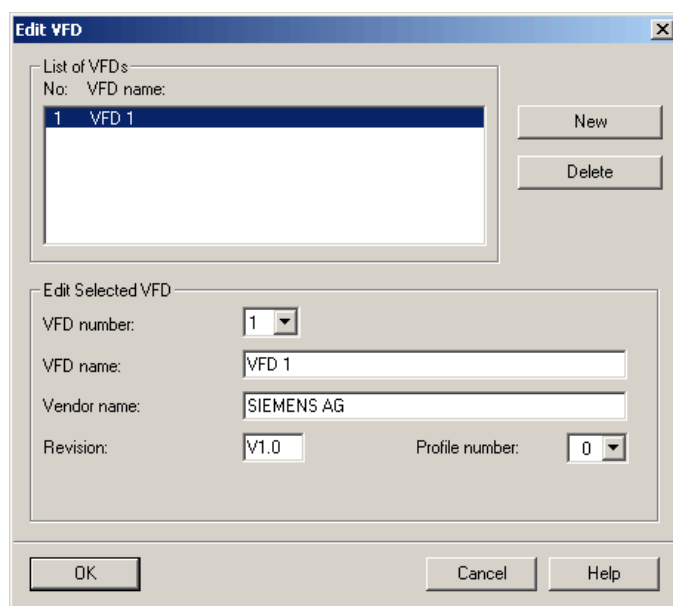 Edit VFD
List of VFDs
No: VFD name:
1 VFD 1
New
Delete
Edit Selected VFD
VFD number: 1
VFD name: VFD 1
Vendor name: SIEMENS AG
Revision: V1.0 Profile number: 0
OK Cancel Help